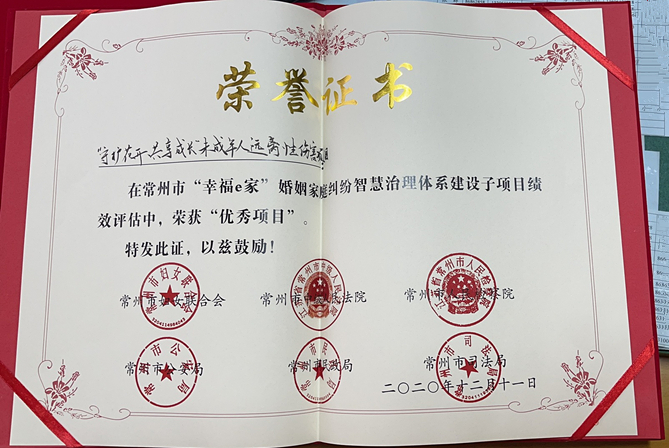 荣誉证书
“守护花开 共享成长”未成年人远离性伤害项目
在常州市“幸福e家”婚姻家庭纠纷智慧治理体系建设子项目绩
效评估中，荣获“优秀项目”。
特发此证，以兹鼓励！
常州市妇女联合会 常州市中级人民法院 常州市人民检察院
常州市公安局 常州市民政局 常州市司法局
二〇二〇年十二月十一日